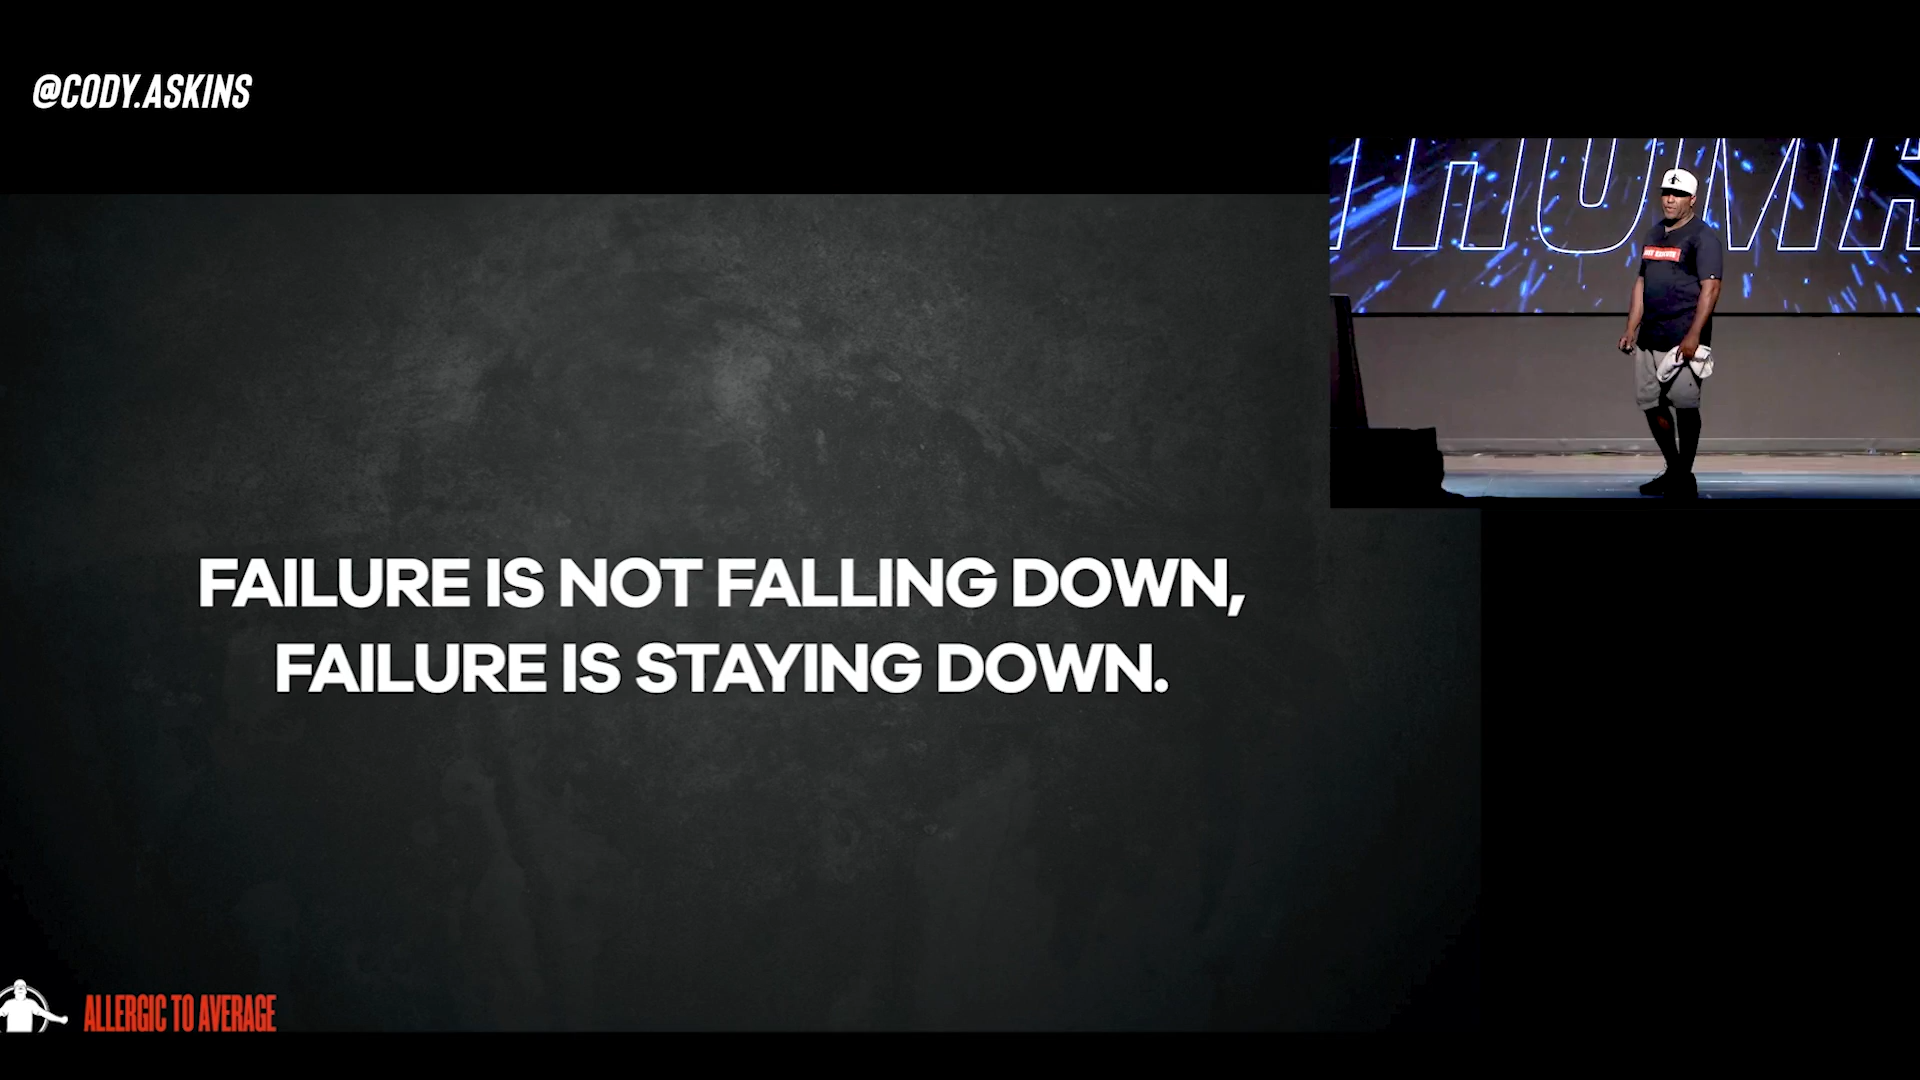 @CODY.ASKINS
FAILURE IS NOT FALLING DOWN,
FAILURE IS STAYING DOWN.
ALLERGIC TO AVERAGE